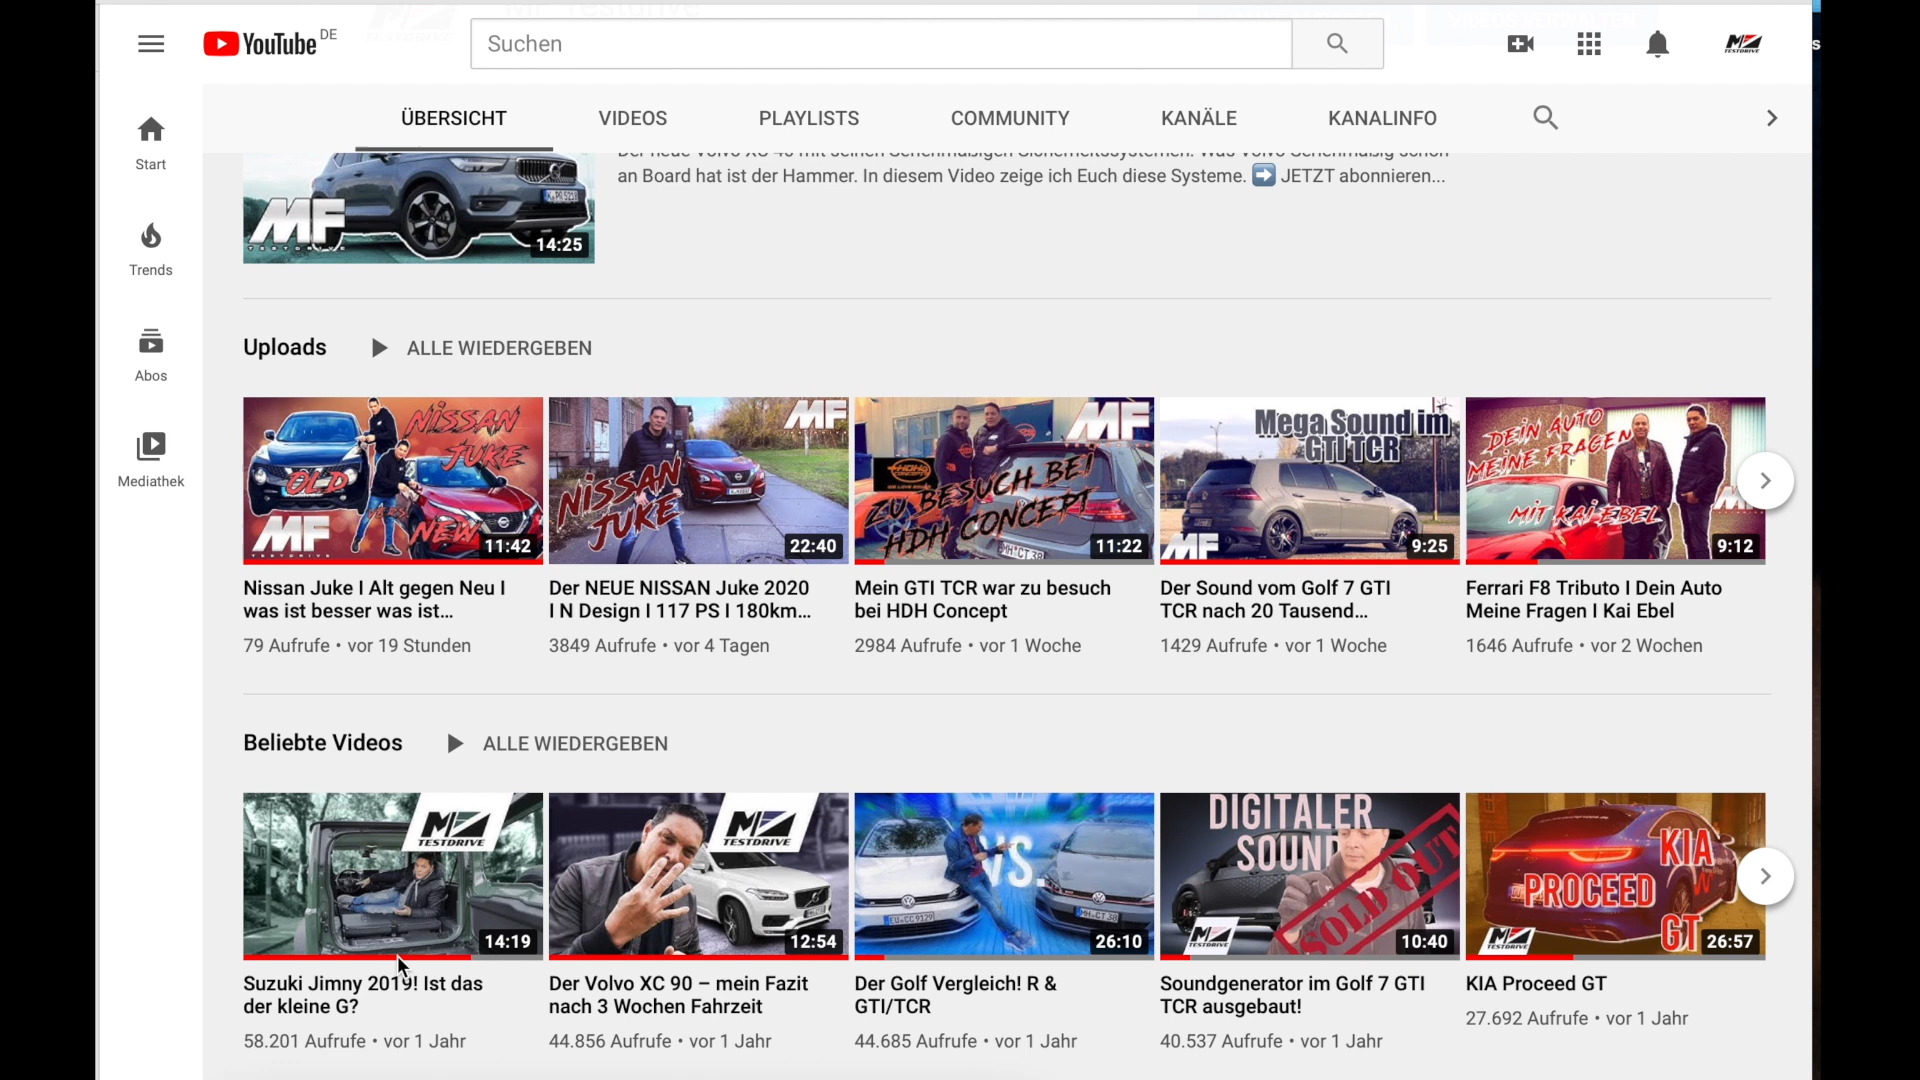 YouTube DE
Suchen
MF TESTDRIVE
ÜBERSICHT VIDEOS PLAYLISTS COMMUNITY KANÄLE KANALINFO
Start
Trends
Abos
Mediathek
an Board hat ist der Hammer. In diesem Video zeige ich Euch diese Systeme. ➡ JETZT abonnieren...
MF
TESTDRIVE
14:25
Uploads ALLE WIEDERGEBEN
NISSAN
JUKE
OLD
VERSUS
NEW
MF
TESTDRIVE
11:42
MF
NISSAN
JUKE
22:40
MF
ZU BESUCH BEI
HDH CONCEPT
11:22
Mega Sound im
GTI TCR
MF
9:25
DEIN AUTO
MEINE FRAGEN
MIT KAI EBEL
9:12
Nissan Juke I Alt gegen Neu I
was ist besser was ist...
79 Aufrufe • vor 19 Stunden
Der NEUE NISSAN Juke 2020
I N Design I 117 PS I 180km...
3849 Aufrufe • vor 4 Tagen
Mein GTI TCR war zu besuch
bei HDH Concept
2984 Aufrufe • vor 1 Woche
Der Sound vom Golf 7 GTI
TCR nach 20 Tausend...
1429 Aufrufe • vor 1 Woche
Ferrari F8 Tributo I Dein Auto
Meine Fragen I Kai Ebel
1646 Aufrufe • vor 2 Wochen
Beliebte Videos ALLE WIEDERGEBEN
TESTDRIVE
14:19
TESTDRIVE
12:54
VS.
26:10
DIGITALER
SOUND
SOLD OUT
TESTDRIVE
10:40
KIA
PROCEED
GT
TESTDRIVE
26:57
Suzuki Jimny 2019! Ist das
der kleine G?
58.201 Aufrufe • vor 1 Jahr
Der Volvo XC 90 – mein Fazit
nach 3 Wochen Fahrzeit
44.856 Aufrufe • vor 1 Jahr
Der Golf Vergleich! R &
GTI/TCR
44.685 Aufrufe • vor 1 Jahr
Soundgenerator im Golf 7 GTI
TCR ausgebaut!
40.537 Aufrufe • vor 1 Jahr
KIA Proceed GT
27.692 Aufrufe • vor 1 Jahr